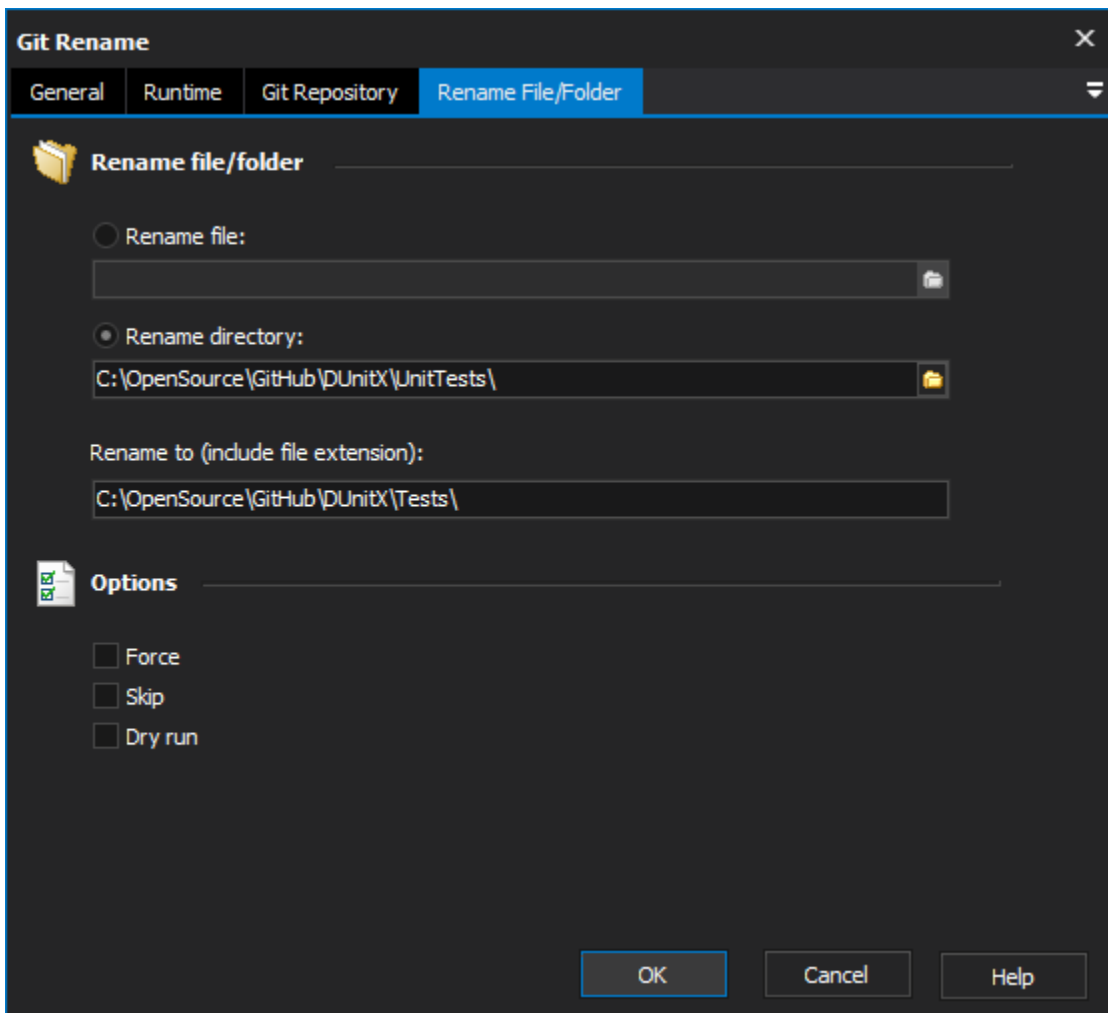 Git Rename
General Runtime Git Repository Rename File/Folder
Rename file/folder
Rename file:
Rename directory:
C:\OpenSource\GitHub\DUnitX\UnitTests\
Rename to (include file extension):
C:\OpenSource\GitHub\DUnitX\Tests\
Options
Force
Skip
Dry run
OK Cancel Help